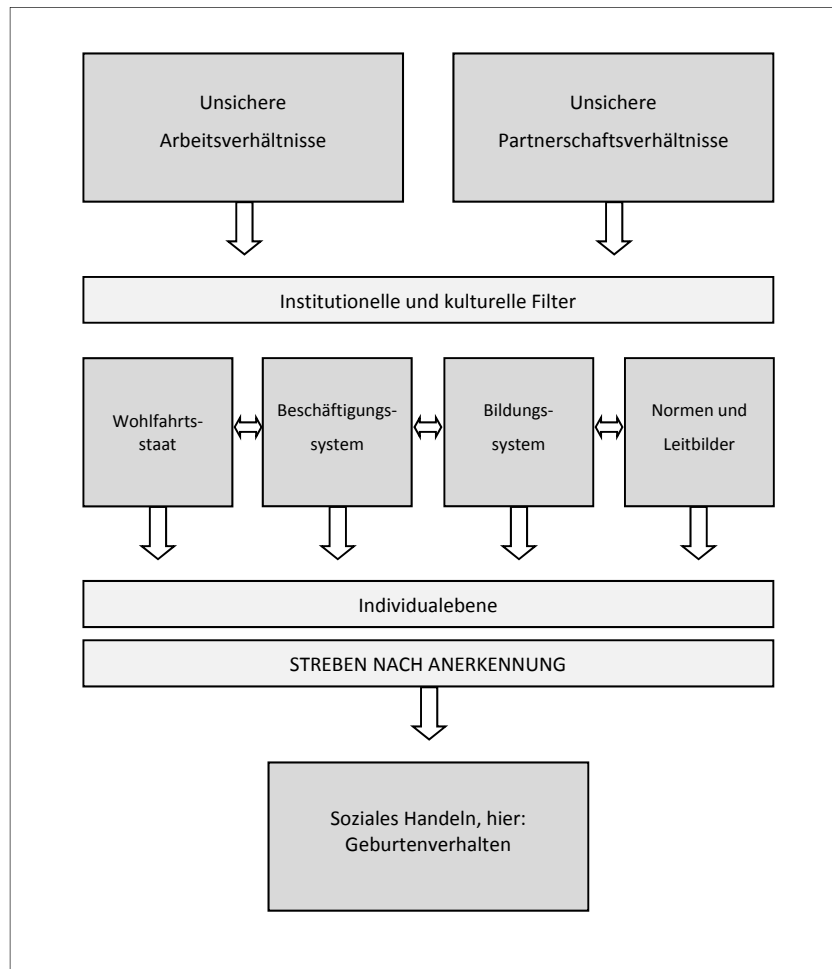 Unsichere
Arbeitsverhältnisse
Unsichere
Partnerschaftsverhältnisse
Institutionelle und kulturelle Filter
Wohlfahrts-
staat
Beschäftigungs-
system
Bildungs-
system
Normen und
Leitbilder
Individualebene
STREBEN NACH ANERKENNUNG
Soziales Handeln, hier:
Geburtenverhalten